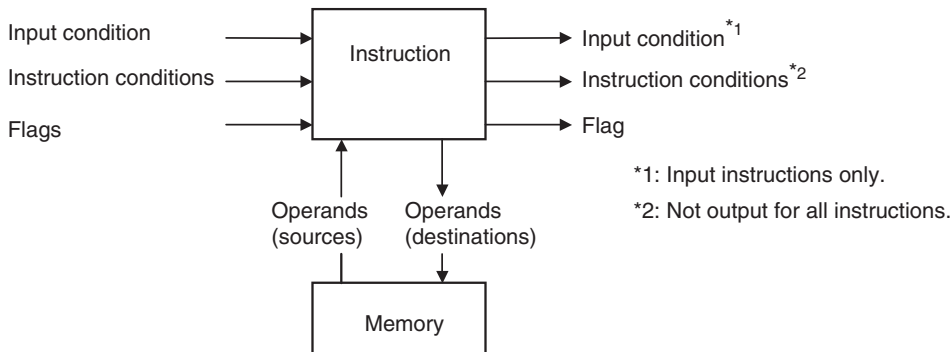 Input condition
Instruction conditions
Flags
Instruction
Input condition*1
Instruction conditions*2
Flag
*1: Input instructions only.
*2: Not output for all instructions.
Operands
(sources)
Operands
(destinations)
Memory